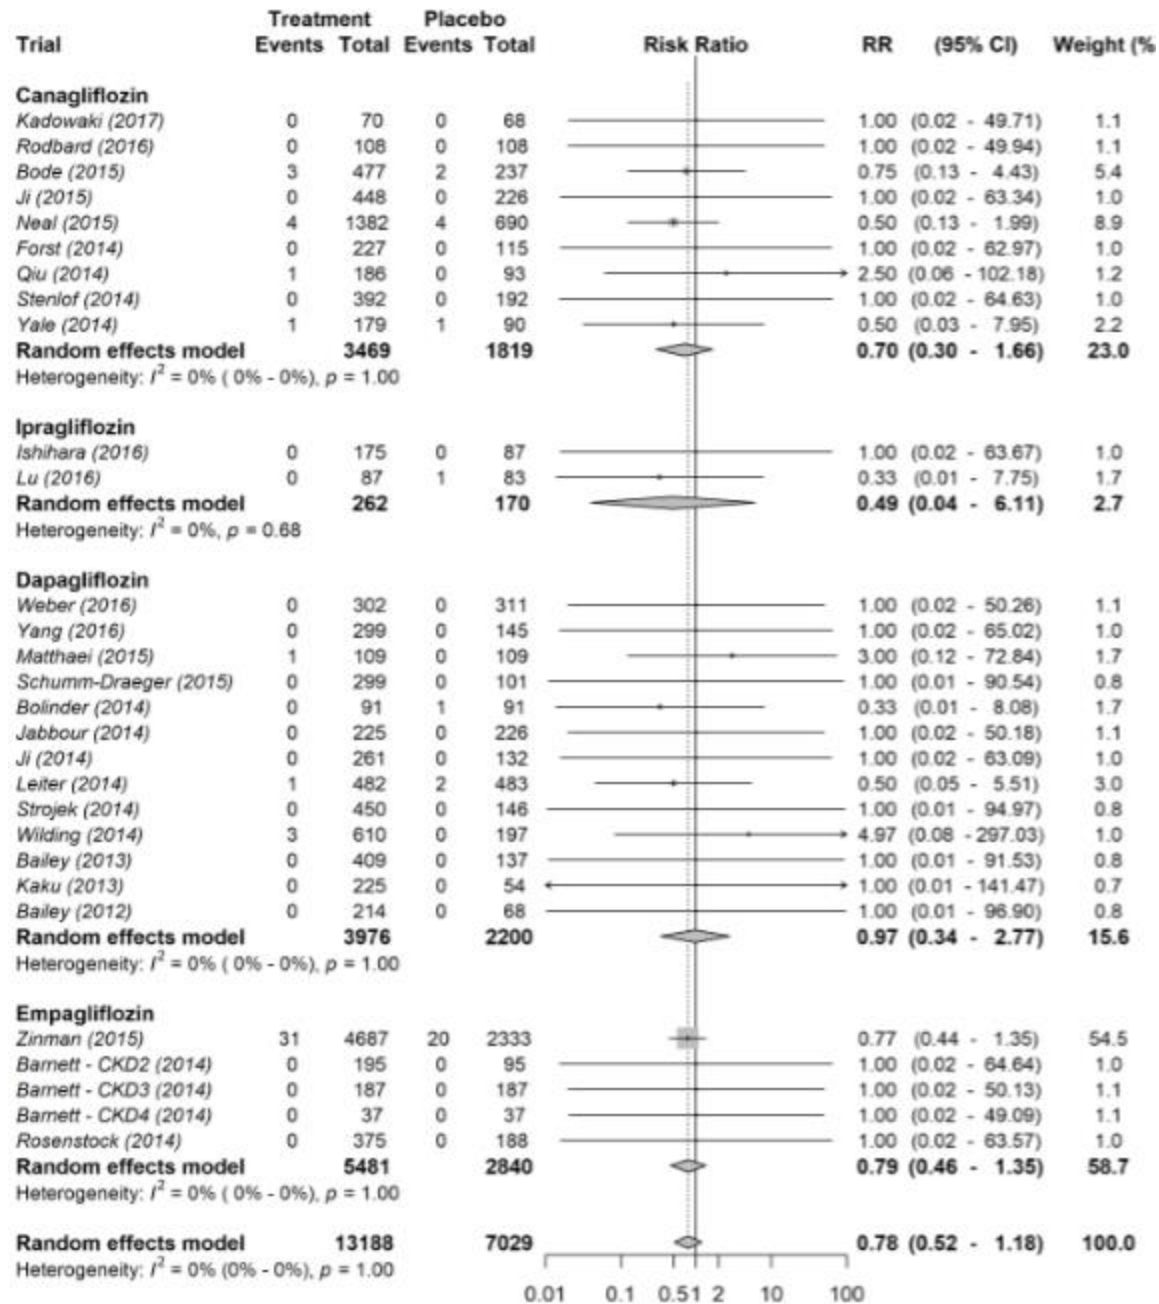 Treatment Placebo
Trial Events Total Events Total Risk Ratio RR (95% CI) Weight (%
Canagliflozin
Kadowaki (2017) 0 70 0 68 1.00 (0.02 - 49.71) 1.1
Rodbard (2016) 0 108 0 108 1.00 (0.02 - 49.94) 1.1
Bode (2015) 3 477 2 237 0.75 (0.13 - 4.43) 5.4
Ji (2015) 0 448 0 226 1.00 (0.02 - 63.34) 1.0
Neal (2015) 4 1382 4 690 0.50 (0.13 - 1.99) 8.9
Forst (2014) 0 227 0 115 1.00 (0.02 - 62.97) 1.0
Qiu (2014) 1 186 0 93 2.50 (0.06 - 102.18) 1.2
Stenlof (2014) 0 392 0 192 1.00 (0.02 - 64.63) 1.0
Yale (2014) 1 179 1 90 0.50 (0.03 - 7.95) 2.2
Random effects model 3469 1819 0.70 (0.30 - 1.66) 23.0
Heterogeneity: I² = 0% ( 0% - 0%), p = 1.00
Ipragliflozin
Ishihara (2016) 0 175 0 87 1.00 (0.02 - 63.67) 1.0
Lu (2016) 0 87 1 83 0.33 (0.01 - 7.75) 1.7
Random effects model 262 170 0.49 (0.04 - 6.11) 2.7
Heterogeneity: I² = 0%, p = 0.68
Dapagliflozin
Weber (2016) 0 302 0 311 1.00 (0.02 - 50.26) 1.1
Yang (2016) 0 299 0 145 1.00 (0.02 - 65.02) 1.0
Matthaei (2015) 1 109 0 109 3.00 (0.12 - 72.84) 1.7
Schumm-Draeger (2015) 0 299 0 101 1.00 (0.01 - 90.54) 0.8
Bolinder (2014) 0 91 1 91 0.33 (0.01 - 8.08) 1.7
Jabbour (2014) 0 225 0 226 1.00 (0.02 - 50.18) 1.1
Ji (2014) 0 261 0 132 1.00 (0.02 - 63.09) 1.0
Leiter (2014) 1 482 2 483 0.50 (0.05 - 5.51) 3.0
Strojek (2014) 0 450 0 146 1.00 (0.01 - 94.97) 0.8
Wilding (2014) 3 610 0 197 4.97 (0.08 - 297.03) 1.0
Bailey (2013) 0 409 0 137 1.00 (0.01 - 91.53) 0.8
Kaku (2013) 0 225 0 54 1.00 (0.01 - 141.47) 0.7
Bailey (2012) 0 214 0 68 1.00 (0.01 - 96.90) 0.8
Random effects model 3976 2200 0.97 (0.34 - 2.77) 15.6
Heterogeneity: I² = 0% ( 0% - 0%), p = 1.00
Empagliflozin
Zinman (2015) 31 4687 20 2333 0.77 (0.44 - 1.35) 54.5
Barnett - CKD2 (2014) 0 195 0 95 1.00 (0.02 - 64.64) 1.0
Barnett - CKD3 (2014) 0 187 0 187 1.00 (0.02 - 50.13) 1.1
Barnett - CKD4 (2014) 0 37 0 37 1.00 (0.02 - 49.09) 1.1
Rosenstock (2014) 0 375 0 188 1.00 (0.02 - 63.57) 1.0
Random effects model 5481 2840 0.79 (0.46 - 1.35) 58.7
Heterogeneity: I² = 0% ( 0% - 0%), p = 1.00
Random effects model 13188 7029 0.78 (0.52 - 1.18) 100.0
Heterogeneity: I² = 0% (0% - 0%), p = 1.00
0.01 0.1 0.5 1 2 10 100